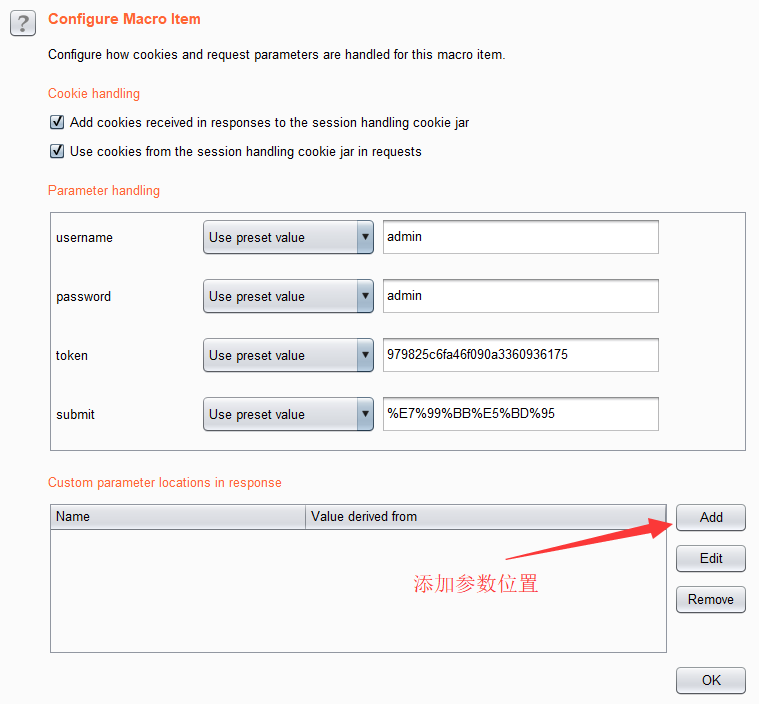 ?
Configure Macro Item
Configure how cookies and request parameters are handled for this macro item.
Cookie handling
Add cookies received in responses to the session handling cookie jar
Use cookies from the session handling cookie jar in requests
Parameter handling
username Use preset value admin
password Use preset value admin
token Use preset value 979825c6fa46f090a3360936175
submit Use preset value %E7%99%BB%E5%BD%95
Custom parameter locations in response
Name Value derived from
Add
Edit
添加参数位置
Remove
OK